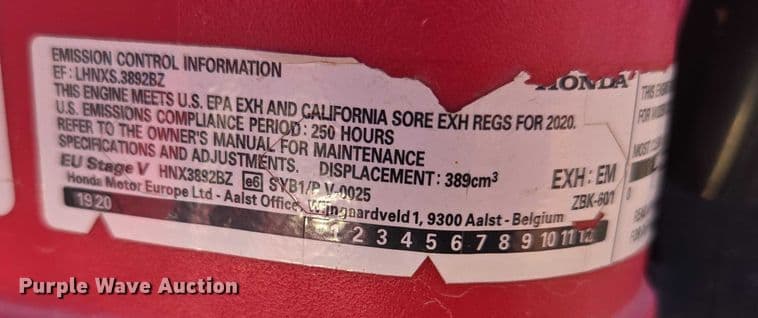 EMISSION CONTROL INFORMATION
EF: LHNXS.3892BZ
THIS ENGINE MEETS U.S. EPA EXH AND CALIFORNIA SORE EXH REGS FOR 2020.
U.S. EMISSIONS COMPLIANCE PERIOD: 250 HOURS
REFER TO THE OWNER'S MANUAL FOR MAINTENANCE
SPECIFICATIONS AND ADJUSTMENTS. DISPLACEMENT: 389cm³
EXH: EM
EU Stage V HNX3892BZ e6 SYB1/P V-0025
ZBK-601
Honda Motor Europe Ltd - Aalst Office, Wijngaardveld 1, 9300 Aalst - Belgium
19 20
1 2 3 4 5 6 7 8 9 10 11 12
HONDA
Purple Wave Auction